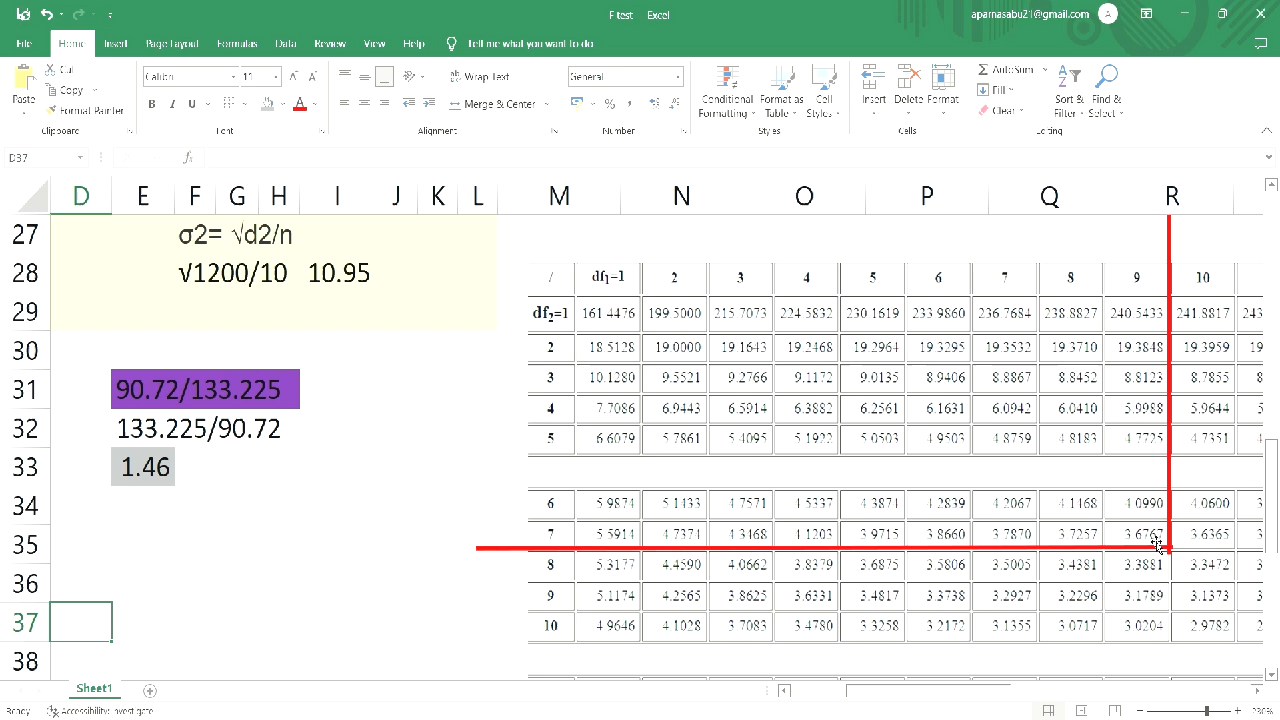 F test - Excel
aparnasabu21@gmail.com
A
File Home Insert Page Layout Formulas Data Review View Help Tell me what you want to do
Cut
Copy
Format Painter
Paste
Clipboard
Calibri 11
B I U
Font
Wrap Text
Merge & Center
Alignment
General
Number
Conditional Formatting
Format as Table
Cell Styles
Styles
Insert Delete Format
Cells
AutoSum
Fill
Clear
Sort & Filter
Find & Select
Editing
D37
fx
D E F G H I J K L M N O P Q R
27 σ2= √d2/n
28 √1200/10 10.95
29
30
31 90.72/133.225
32 133.225/90.72
33 1.46
34
35
36
37
38
/ df1=1 2 3 4 5 6 7 8 9 10
df2=1 161.4476 199.5000 215.7073 224.5832 230.1619 233.9860 236.7684 238.8827 240.5433 241.8817 243
2 18.5128 19.0000 19.1643 19.2468 19.2964 19.3295 19.3532 19.3710 19.3848 19.3959 19
3 10.1280 9.5521 9.2766 9.1172 9.0135 8.9406 8.8867 8.8452 8.8123 8.7855 8
4 7.7086 6.9443 6.5914 6.3882 6.2561 6.1631 6.0942 6.0410 5.9988 5.9644 5
5 6.6079 5.7861 5.4095 5.1922 5.0503 4.9503 4.8759 4.8183 4.7725 4.7351
6 5.9874 5.1433 4.7571 4.5337 4.3874 4.2839 4.2067 4.1468 4.0990 4.0600 3
7 5.5914 4.7374 4.3468 4.1203 3.9715 3.8660 3.7870 3.7257 3.6767 3.6365 3
8 5.3177 4.4590 4.0662 3.8379 3.6875 3.5806 3.5005 3.4381 3.3881 3.3472 3
9 5.1174 4.2565 3.8625 3.6331 3.4817 3.3738 3.2927 3.2296 3.1789 3.1373 3
10 4.9646 4.1028 3.7083 3.4780 3.3258 3.2172 3.1355 3.0717 3.0204 2.9782 2
Sheet1
Ready Accessibility: Investigate
230%